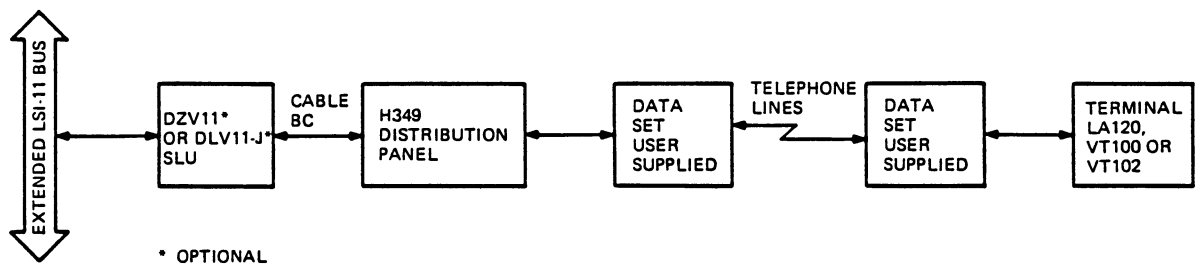 EXTENDED LSI-11 BUS
DZV11*
OR DLV11-J*
SLU
CABLE
BC
H349
DISTRIBUTION
PANEL
DATA
SET
USER
SUPPLIED
TELEPHONE
LINES
DATA
SET
USER
SUPPLIED
TERMINAL
LA120,
VT100 OR
VT102
* OPTIONAL